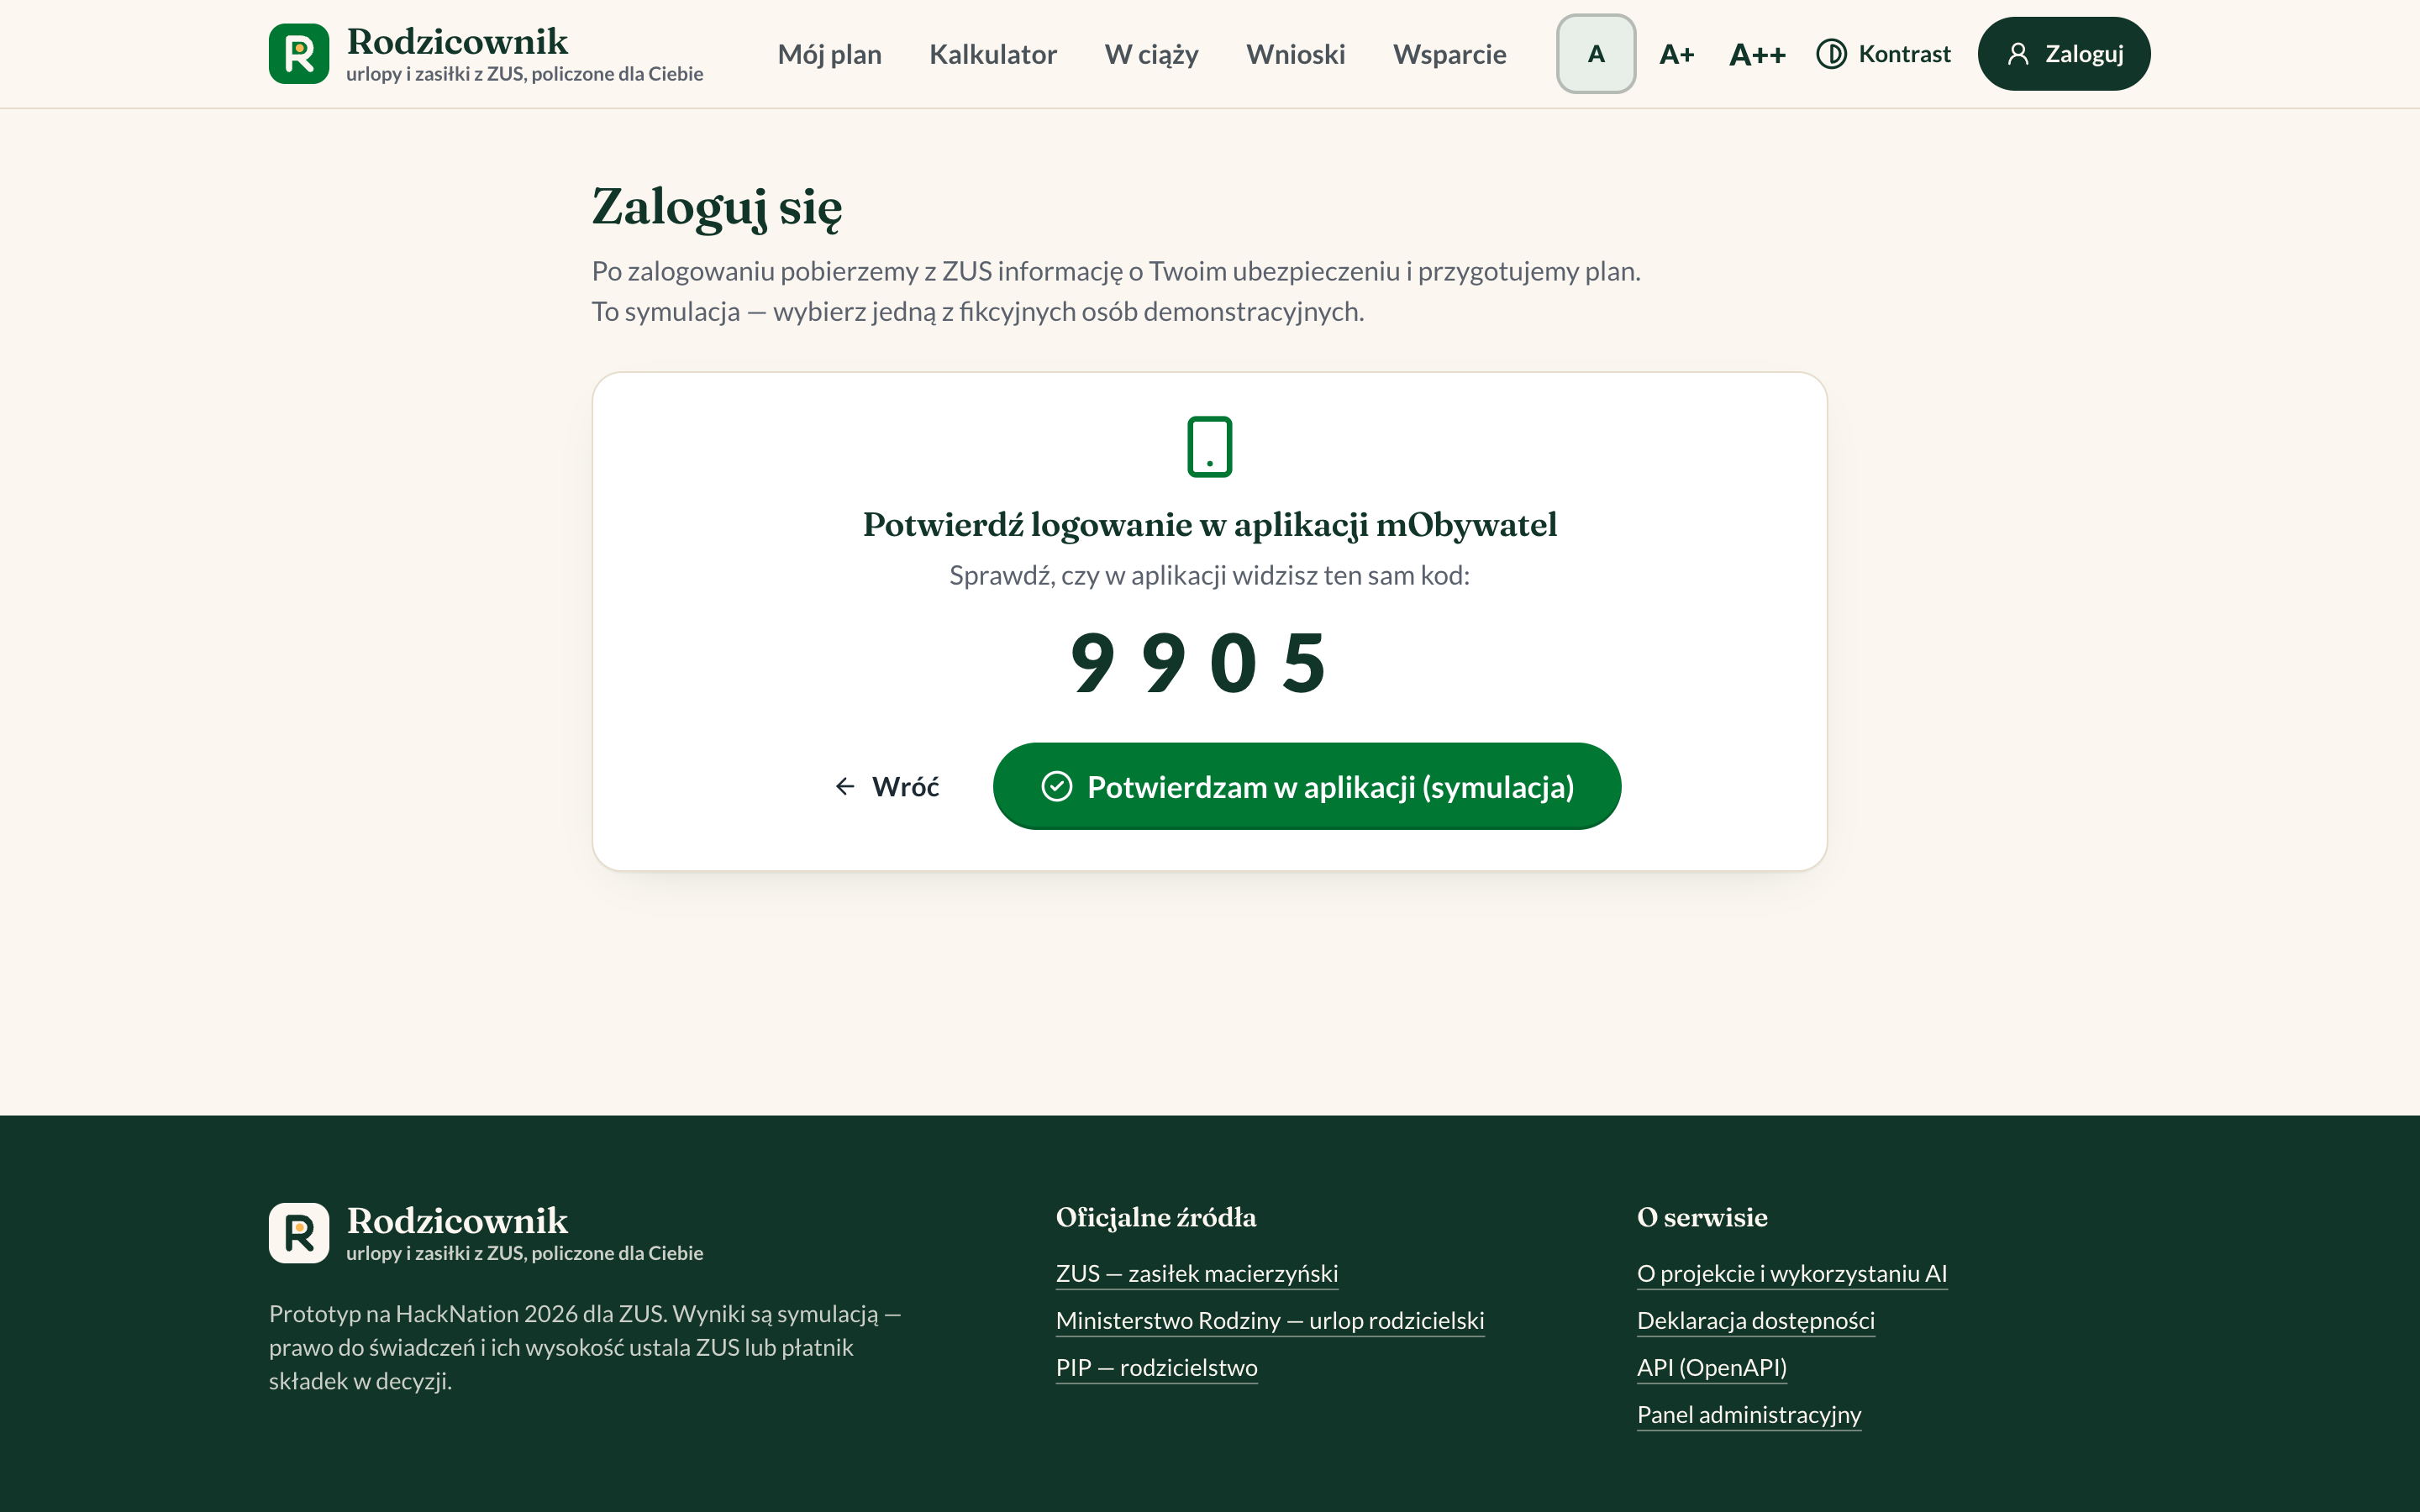 Rodzicownik
urlopy i zasiłki z ZUS, policzone dla Ciebie
Mój plan
Kalkulator
W ciąży
Wnioski
Wsparcie
A
A+
A++
Kontrast
Zaloguj
Zaloguj się
Po zalogowaniu pobierzemy z ZUS informację o Twoim ubezpieczeniu i przygotujemy plan.
To symulacja — wybierz jedną z fikcyjnych osób demonstracyjnych.
Potwierdź logowanie w aplikacji mObywatel
Sprawdź, czy w aplikacji widzisz ten sam kod:
9905
Wróć
Potwierdzam w aplikacji (symulacja)
Rodzicownik
urlopy i zasiłki z ZUS, policzone dla Ciebie
Prototyp na HackNation 2026 dla ZUS. Wyniki są symulacją —
prawo do świadczeń i ich wysokość ustala ZUS lub płatnik
składek w decyzji.
Oficjalne źródła
ZUS — zasiłek macierzyński
Ministerstwo Rodziny — urlop rodzicielski
PIP — rodzicielstwo
O serwisie
O projekcie i wykorzystaniu AI
Deklaracja dostępności
API (OpenAPI)
Panel administracyjny